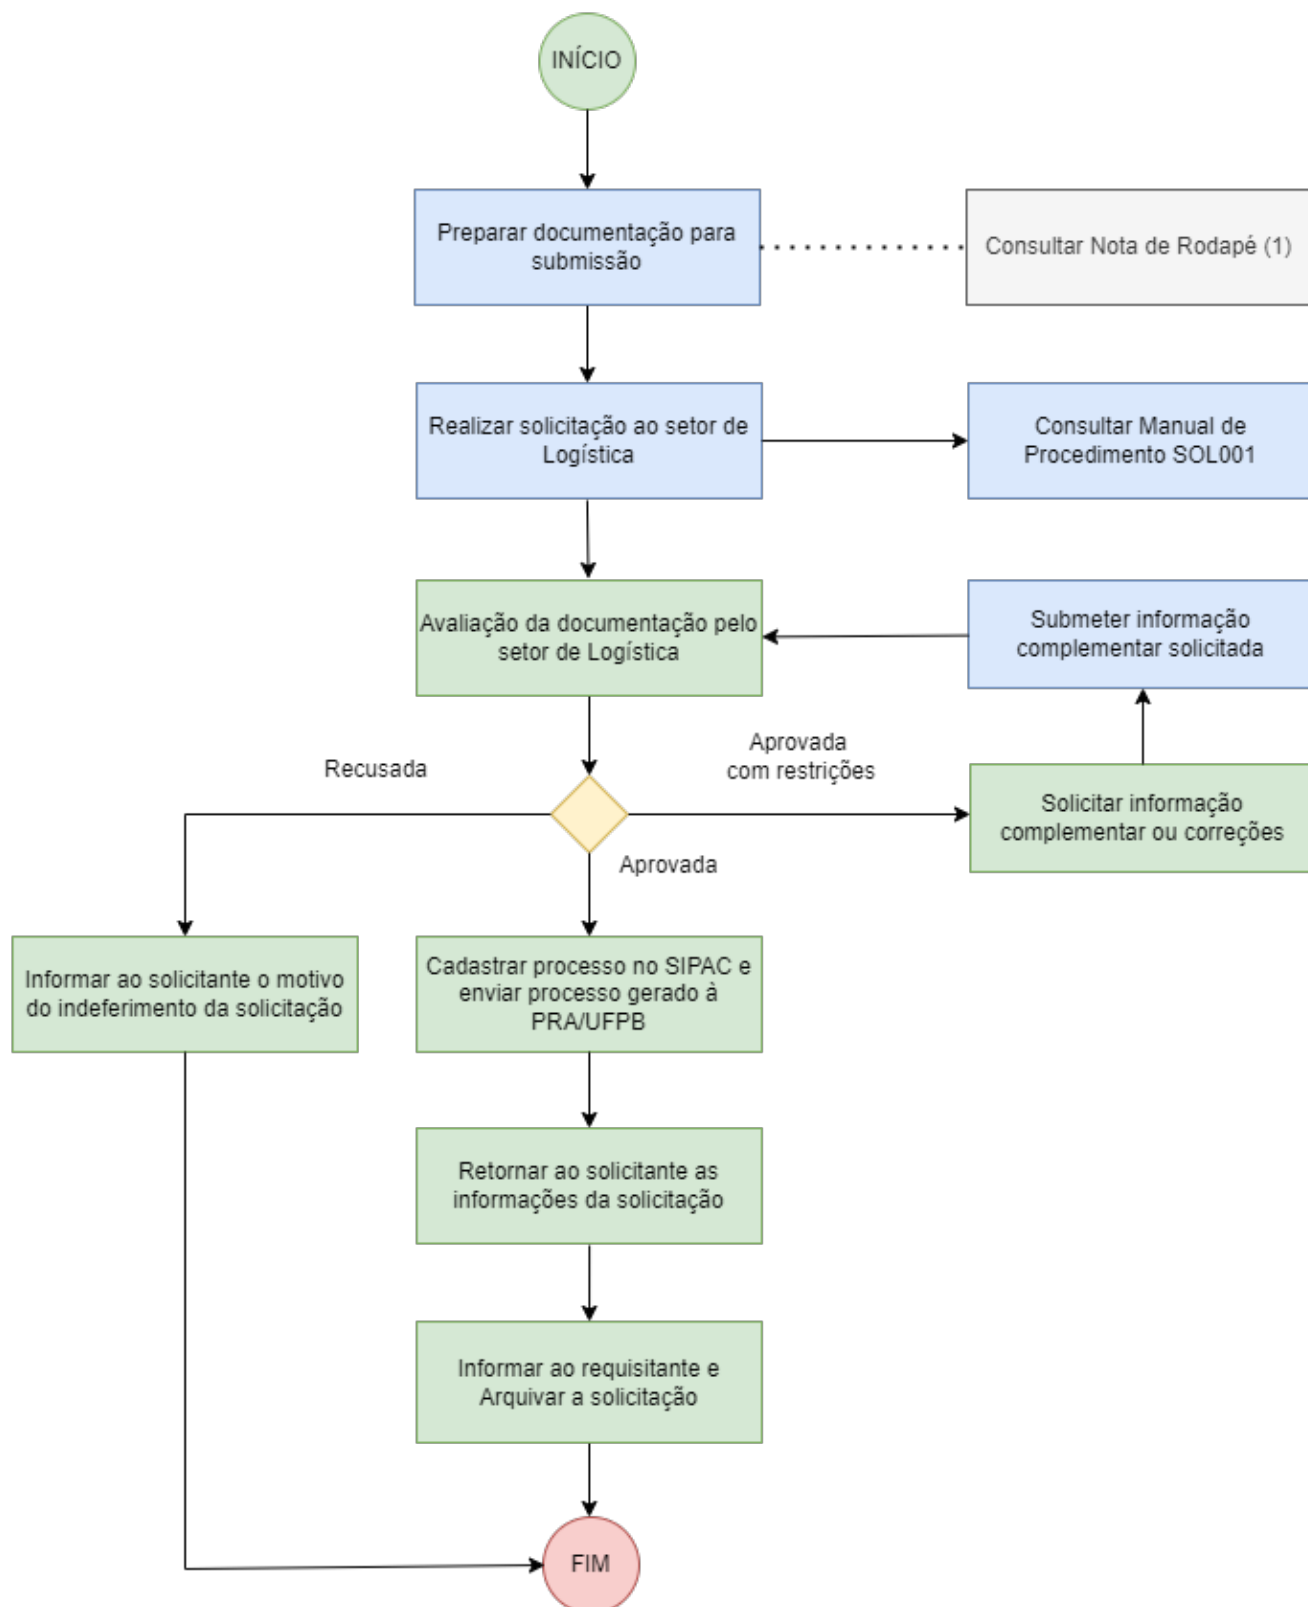 INÍCIO
Preparar documentação para
submissão
Consultar Nota de Rodapé (1)
Realizar solicitação ao setor de
Logística
Consultar Manual de
Procedimento SOL001
Avaliação da documentação pelo
setor de Logística
Submeter informação
complementar solicitada
Recusada
Aprovada
com restrições
Solicitar informação
complementar ou correções
Aprovada
Informar ao solicitante o motivo
do indeferimento da solicitação
Cadastrar processo no SIPAC e
enviar processo gerado à
PRA/UFPB
Retornar ao solicitante as
informações da solicitação
Informar ao requisitante e
Arquivar a solicitação
FIM